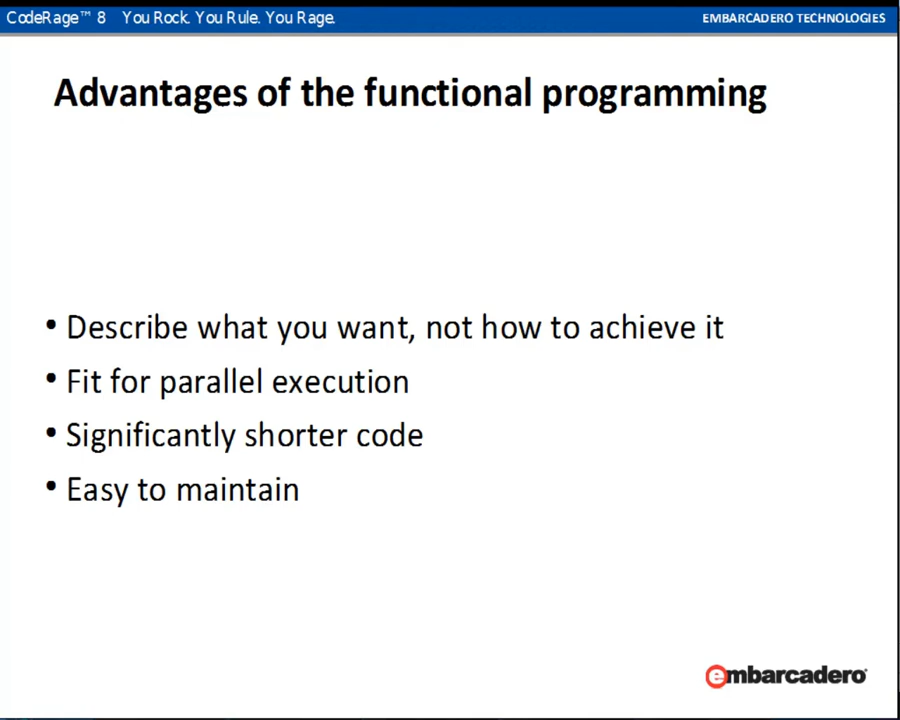 CodeRage™ 8 You Rock. You Rule. You Rage.
EMBARCADERO TECHNOLOGIES
Advantages of the functional programming
• Describe what you want, not how to achieve it
• Fit for parallel execution
• Significantly shorter code
• Easy to maintain
embarcadero